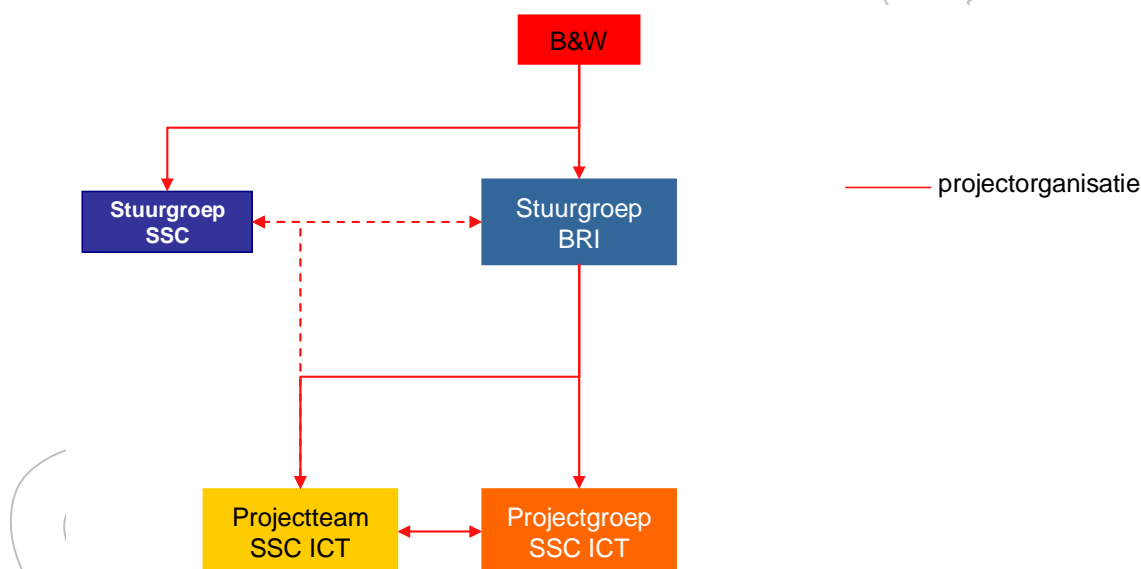 B&W
Stuurgroep
SSC
Stuurgroep
BRI
projectorganisatie
Projectteam
SSC ICT
Projectgroep
SSC ICT